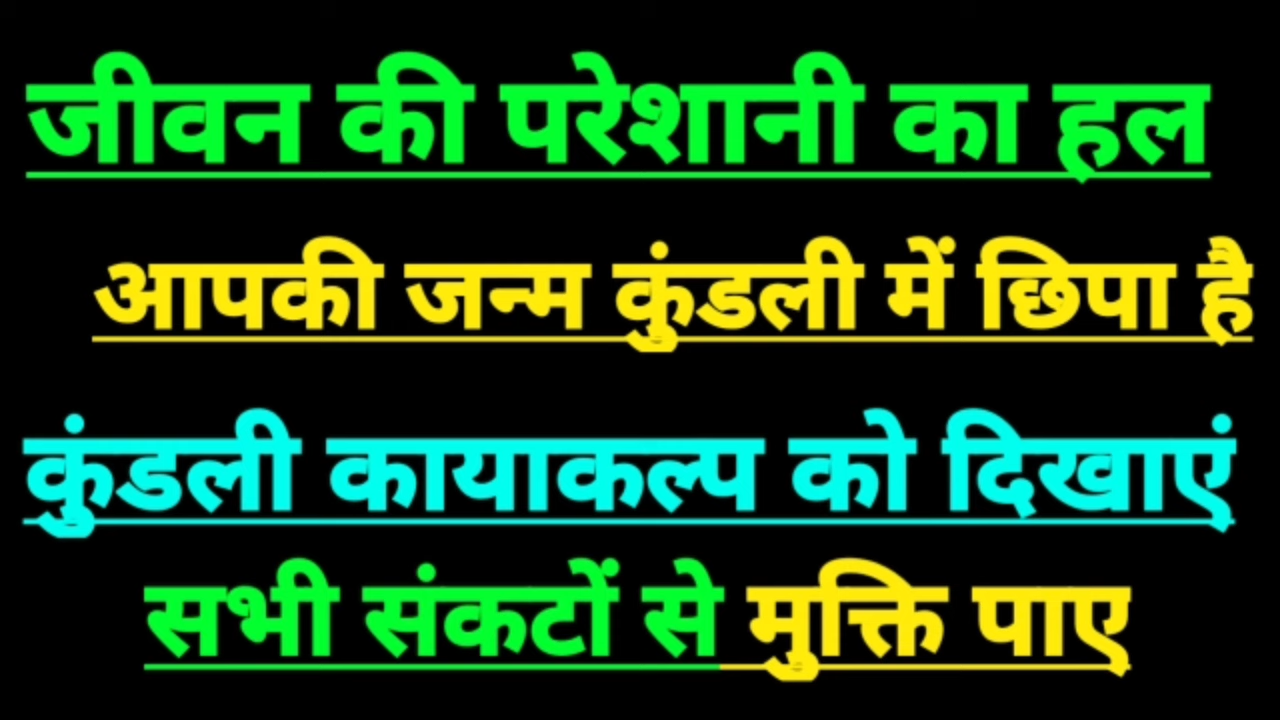 जीवन की परेशानी का हल
आपकी जन्म कुंडली में छिपा है
कुंडली कायाकल्प को दिखाएं
सभी संकटों से मुक्ति पाए